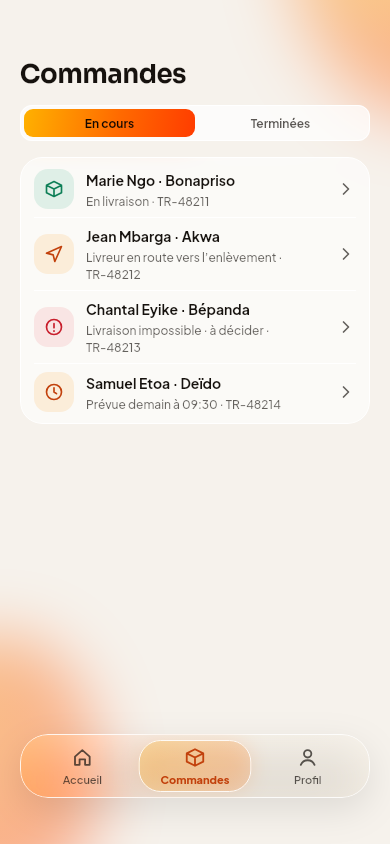 Commandes
En cours
Terminées
Marie Ngo · Bonapriso
En livraison · TR-48211
Jean Mbarga · Akwa
Livreur en route vers l'enlèvement ·
TR-48212
Chantal Eyike · Bépanda
Livraison impossible · à décider ·
TR-48213
Samuel Etoa · Deïdo
Prévue demain à 09:30 · TR-48214
Accueil
Commandes
Profil